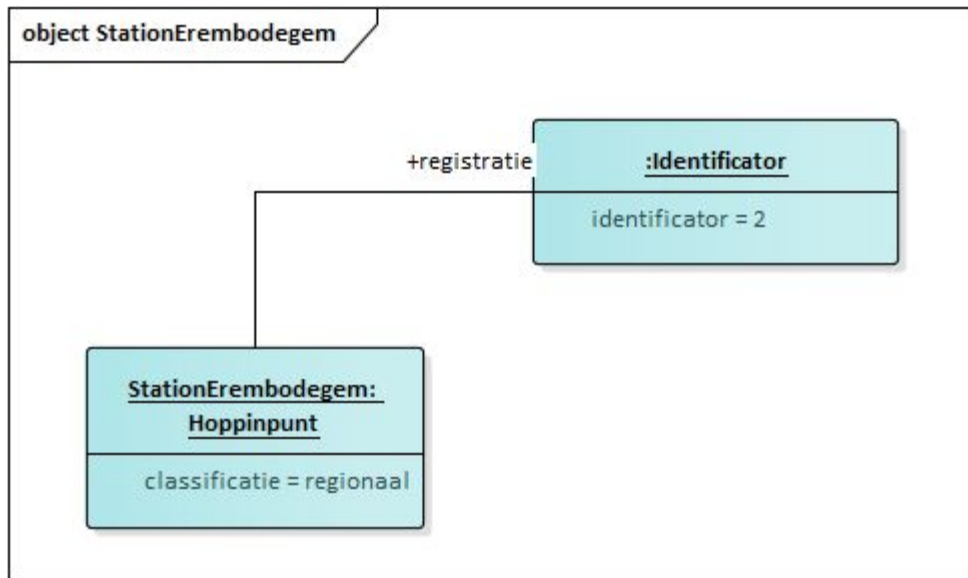 object StationErembodegem
+registratie
:Identificator
identificator = 2
StationErembodegem:
Hoppinpunt
classificatie = regionaal